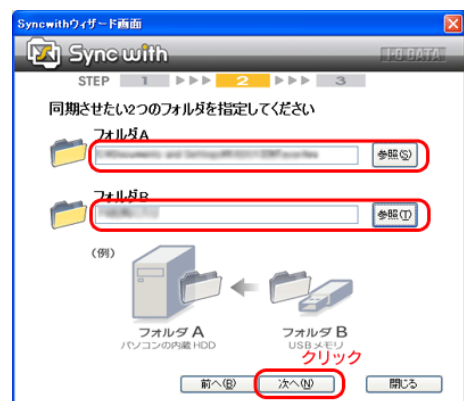 Syncwithウィザード画面
Sync with
I-O DATA
STEP 1 ▶▶▶ 2 ▶▶▶ 3
同期させたい2つのフォルダを指定してください
フォルダA
参照(S)
フォルダB
参照(T)
(例)
フォルダ A
パソコンの内蔵 HDD
フォルダ B
USBメモリ
クリック
前へ(B)
次へ(N)
閉じる